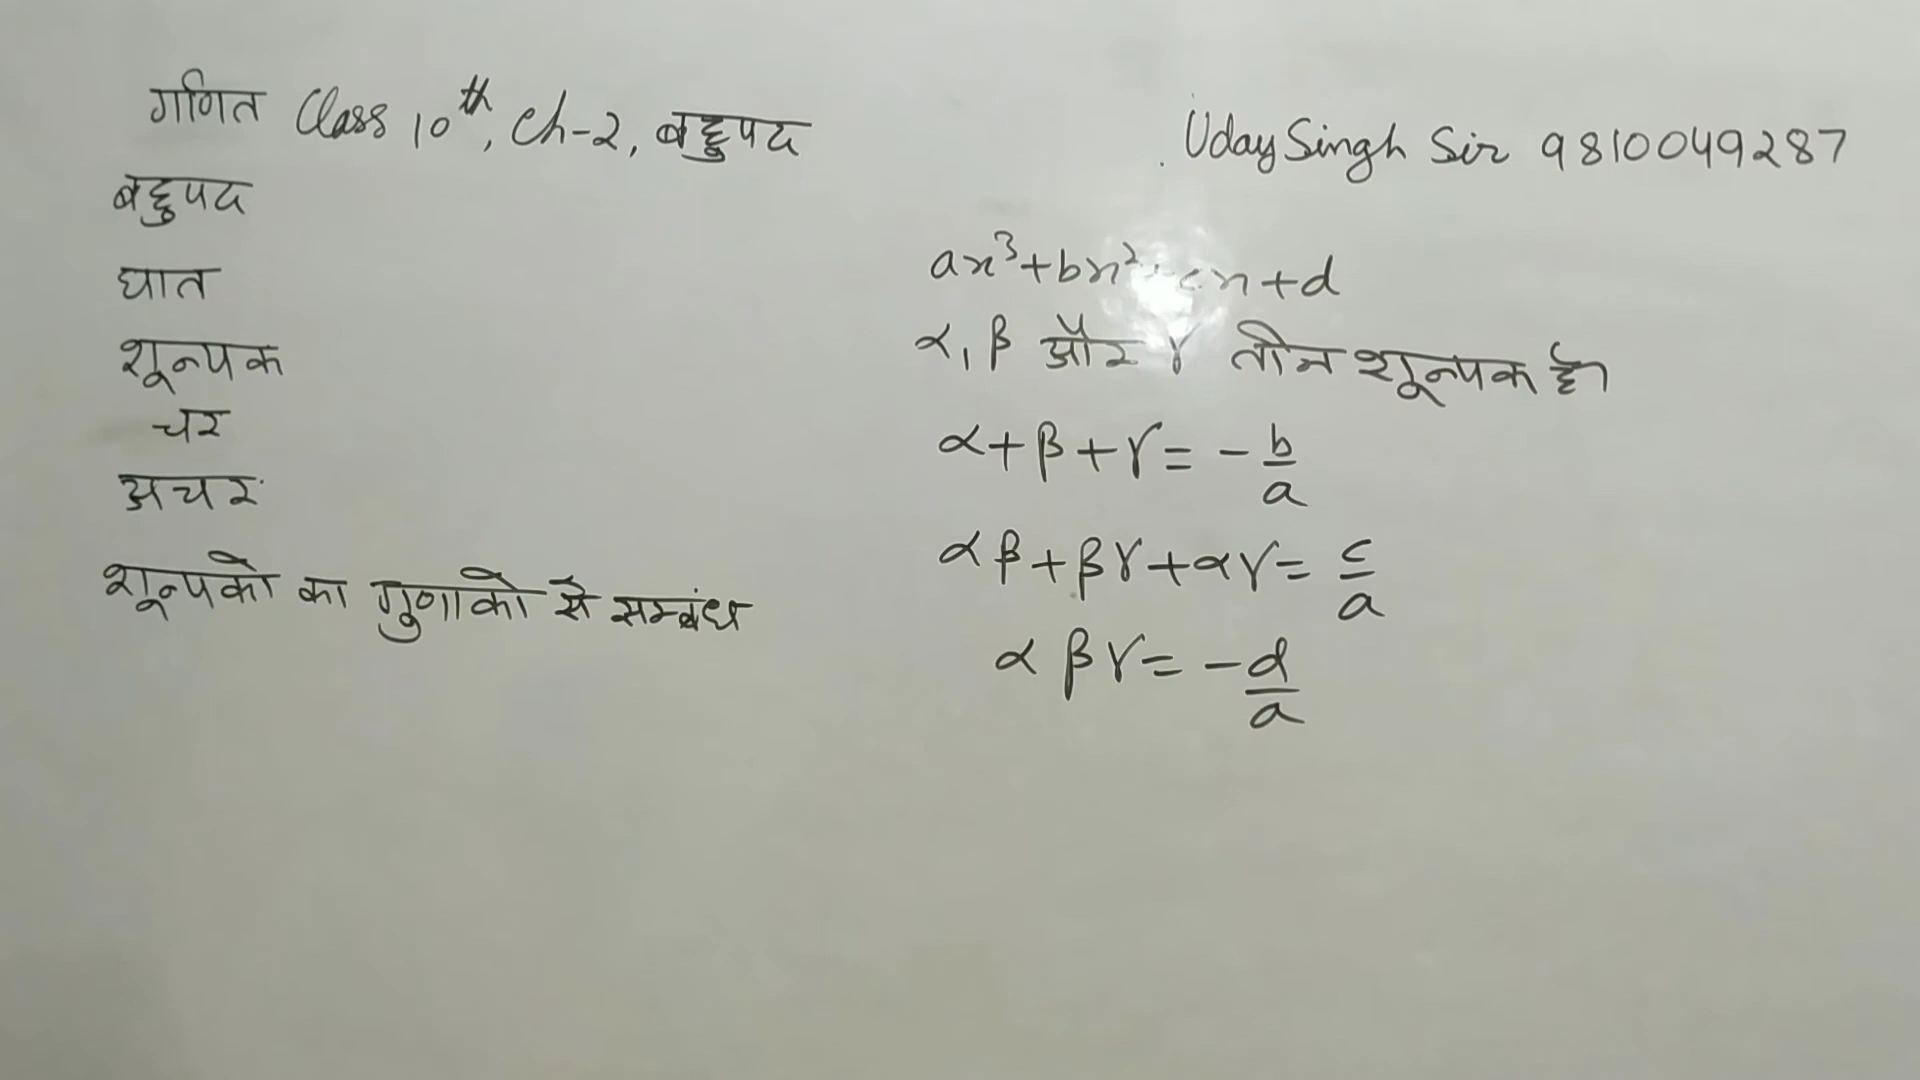 गणित Class 10th, Ch-2, बहुपद
Uday Singh Sir 9810049287
बहुपद
घात
शून्यक
चर
अचर
शून्यको का गुणाको से सम्बंध
ax³+bx²+cx+d
α, β और γ तीन शून्यक है।
α+β+γ= -b/a
αβ+βγ+αγ= c/a
αβγ= -d/a